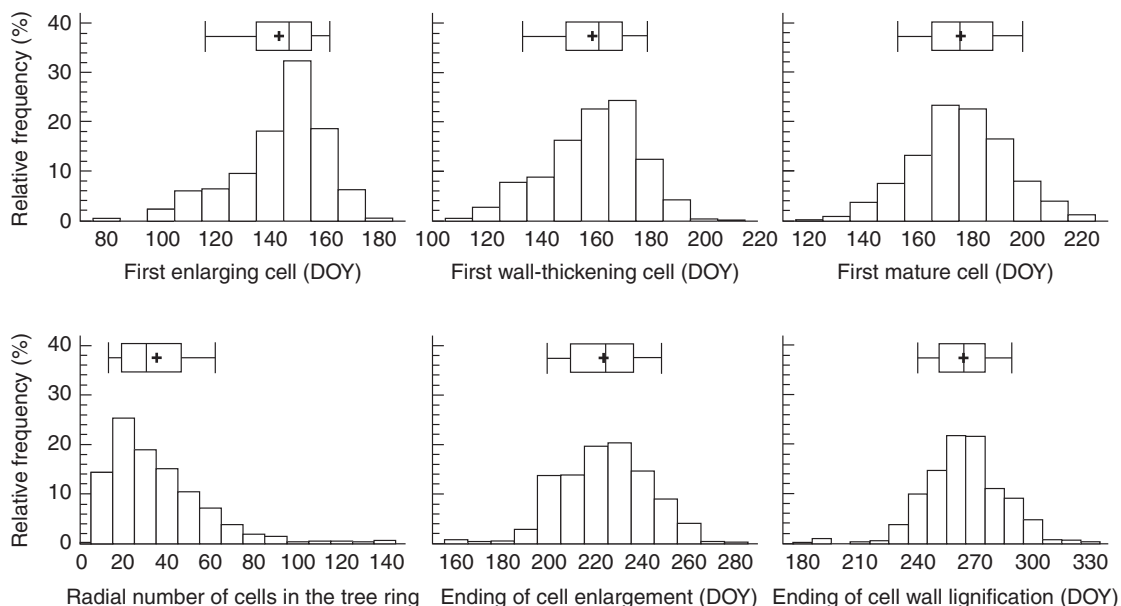 Relative frequency (%)
40
30
20
10
0
80 100 120 140 160 180
First enlarging cell (DOY)
100 120 140 160 180 200 220
First wall-thickening cell (DOY)
120 140 160 180 200 220
First mature cell (DOY)
Relative frequency (%)
40
30
20
10
0
0 20 40 60 80 100 120 140
Radial number of cells in the tree ring
160 180 200 220 240 260 280
Ending of cell enlargement (DOY)
180 210 240 270 300 330
Ending of cell wall lignification (DOY)